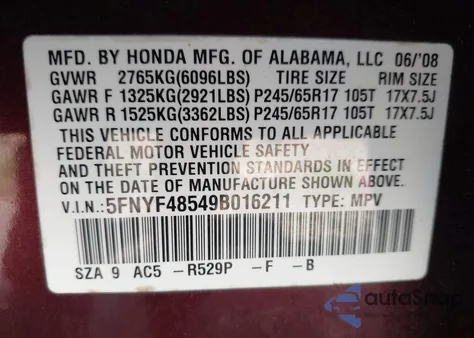 MFD. BY HONDA MFG. OF ALABAMA, LLC 06/'08
GVWR 2765KG(6096LBS) TIRE SIZE RIM SIZE
GAWR F 1325KG(2921LBS) P245/65R17 105T 17X7.5J
GAWR R 1525KG(3362LBS) P245/65R17 105T 17X7.5J
THIS VEHICLE CONFORMS TO ALL APPLICABLE
FEDERAL MOTOR VEHICLE SAFETY
AND THEFT PREVENTION STANDARDS IN EFFECT
ON THE DATE OF MANUFACTURE SHOWN ABOVE.
V.I.N.:5FNYF48549B016211 TYPE: MPV
SZA 9 AC5 -R529P -F -B
autoSnap